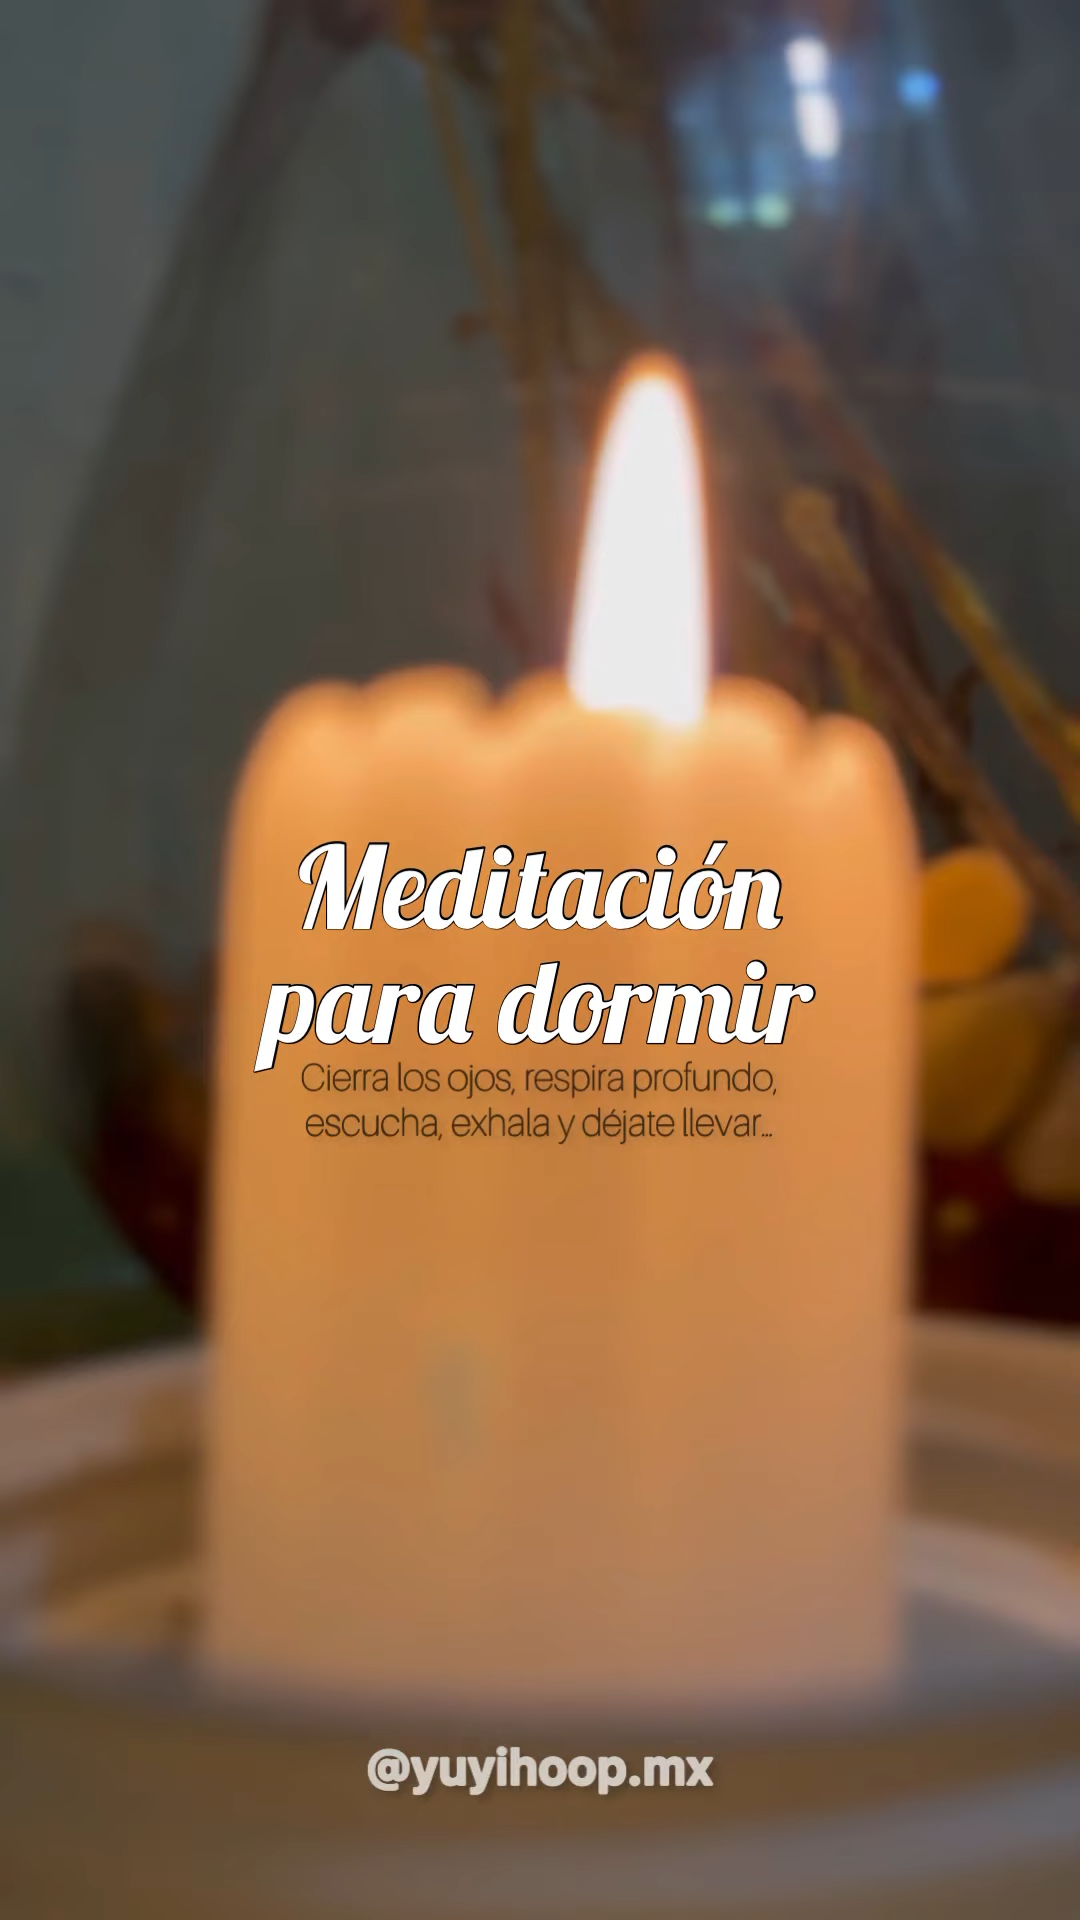 Meditación
para dormir
Cierra los ojos, respira profundo,
escucha, exhala y déjate llevar...
@yuyihoop.mx